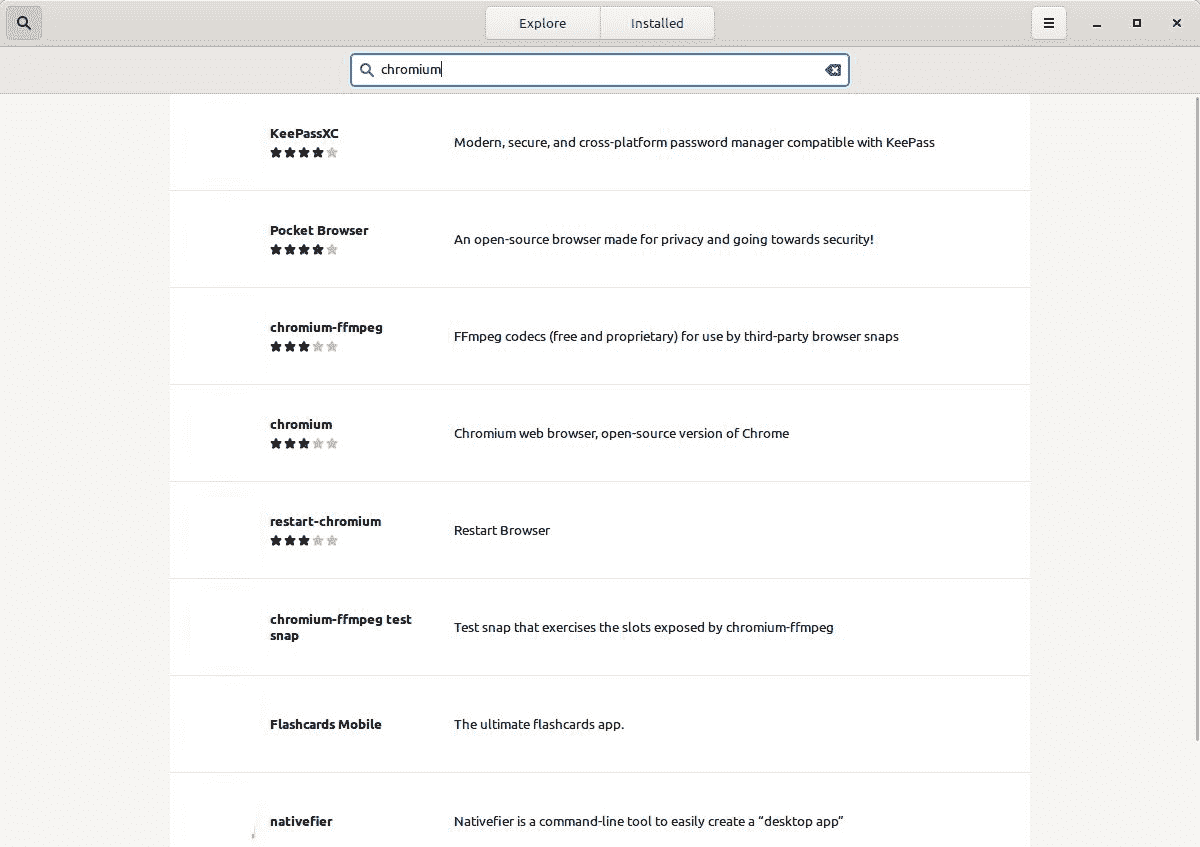 Explore
Installed
chromium
KeePassXC
Modern, secure, and cross-platform password manager compatible with KeePass
Pocket Browser
An open-source browser made for privacy and going towards security!
chromium-ffmpeg
FFmpeg codecs (free and proprietary) for use by third-party browser snaps
chromium
Chromium web browser, open-source version of Chrome
restart-chromium
Restart Browser
chromium-ffmpeg test
snap
Test snap that exercises the slots exposed by chromium-ffmpeg
Flashcards Mobile
The ultimate flashcards app.
nativefier
Nativefier is a command-line tool to easily create a “desktop app”